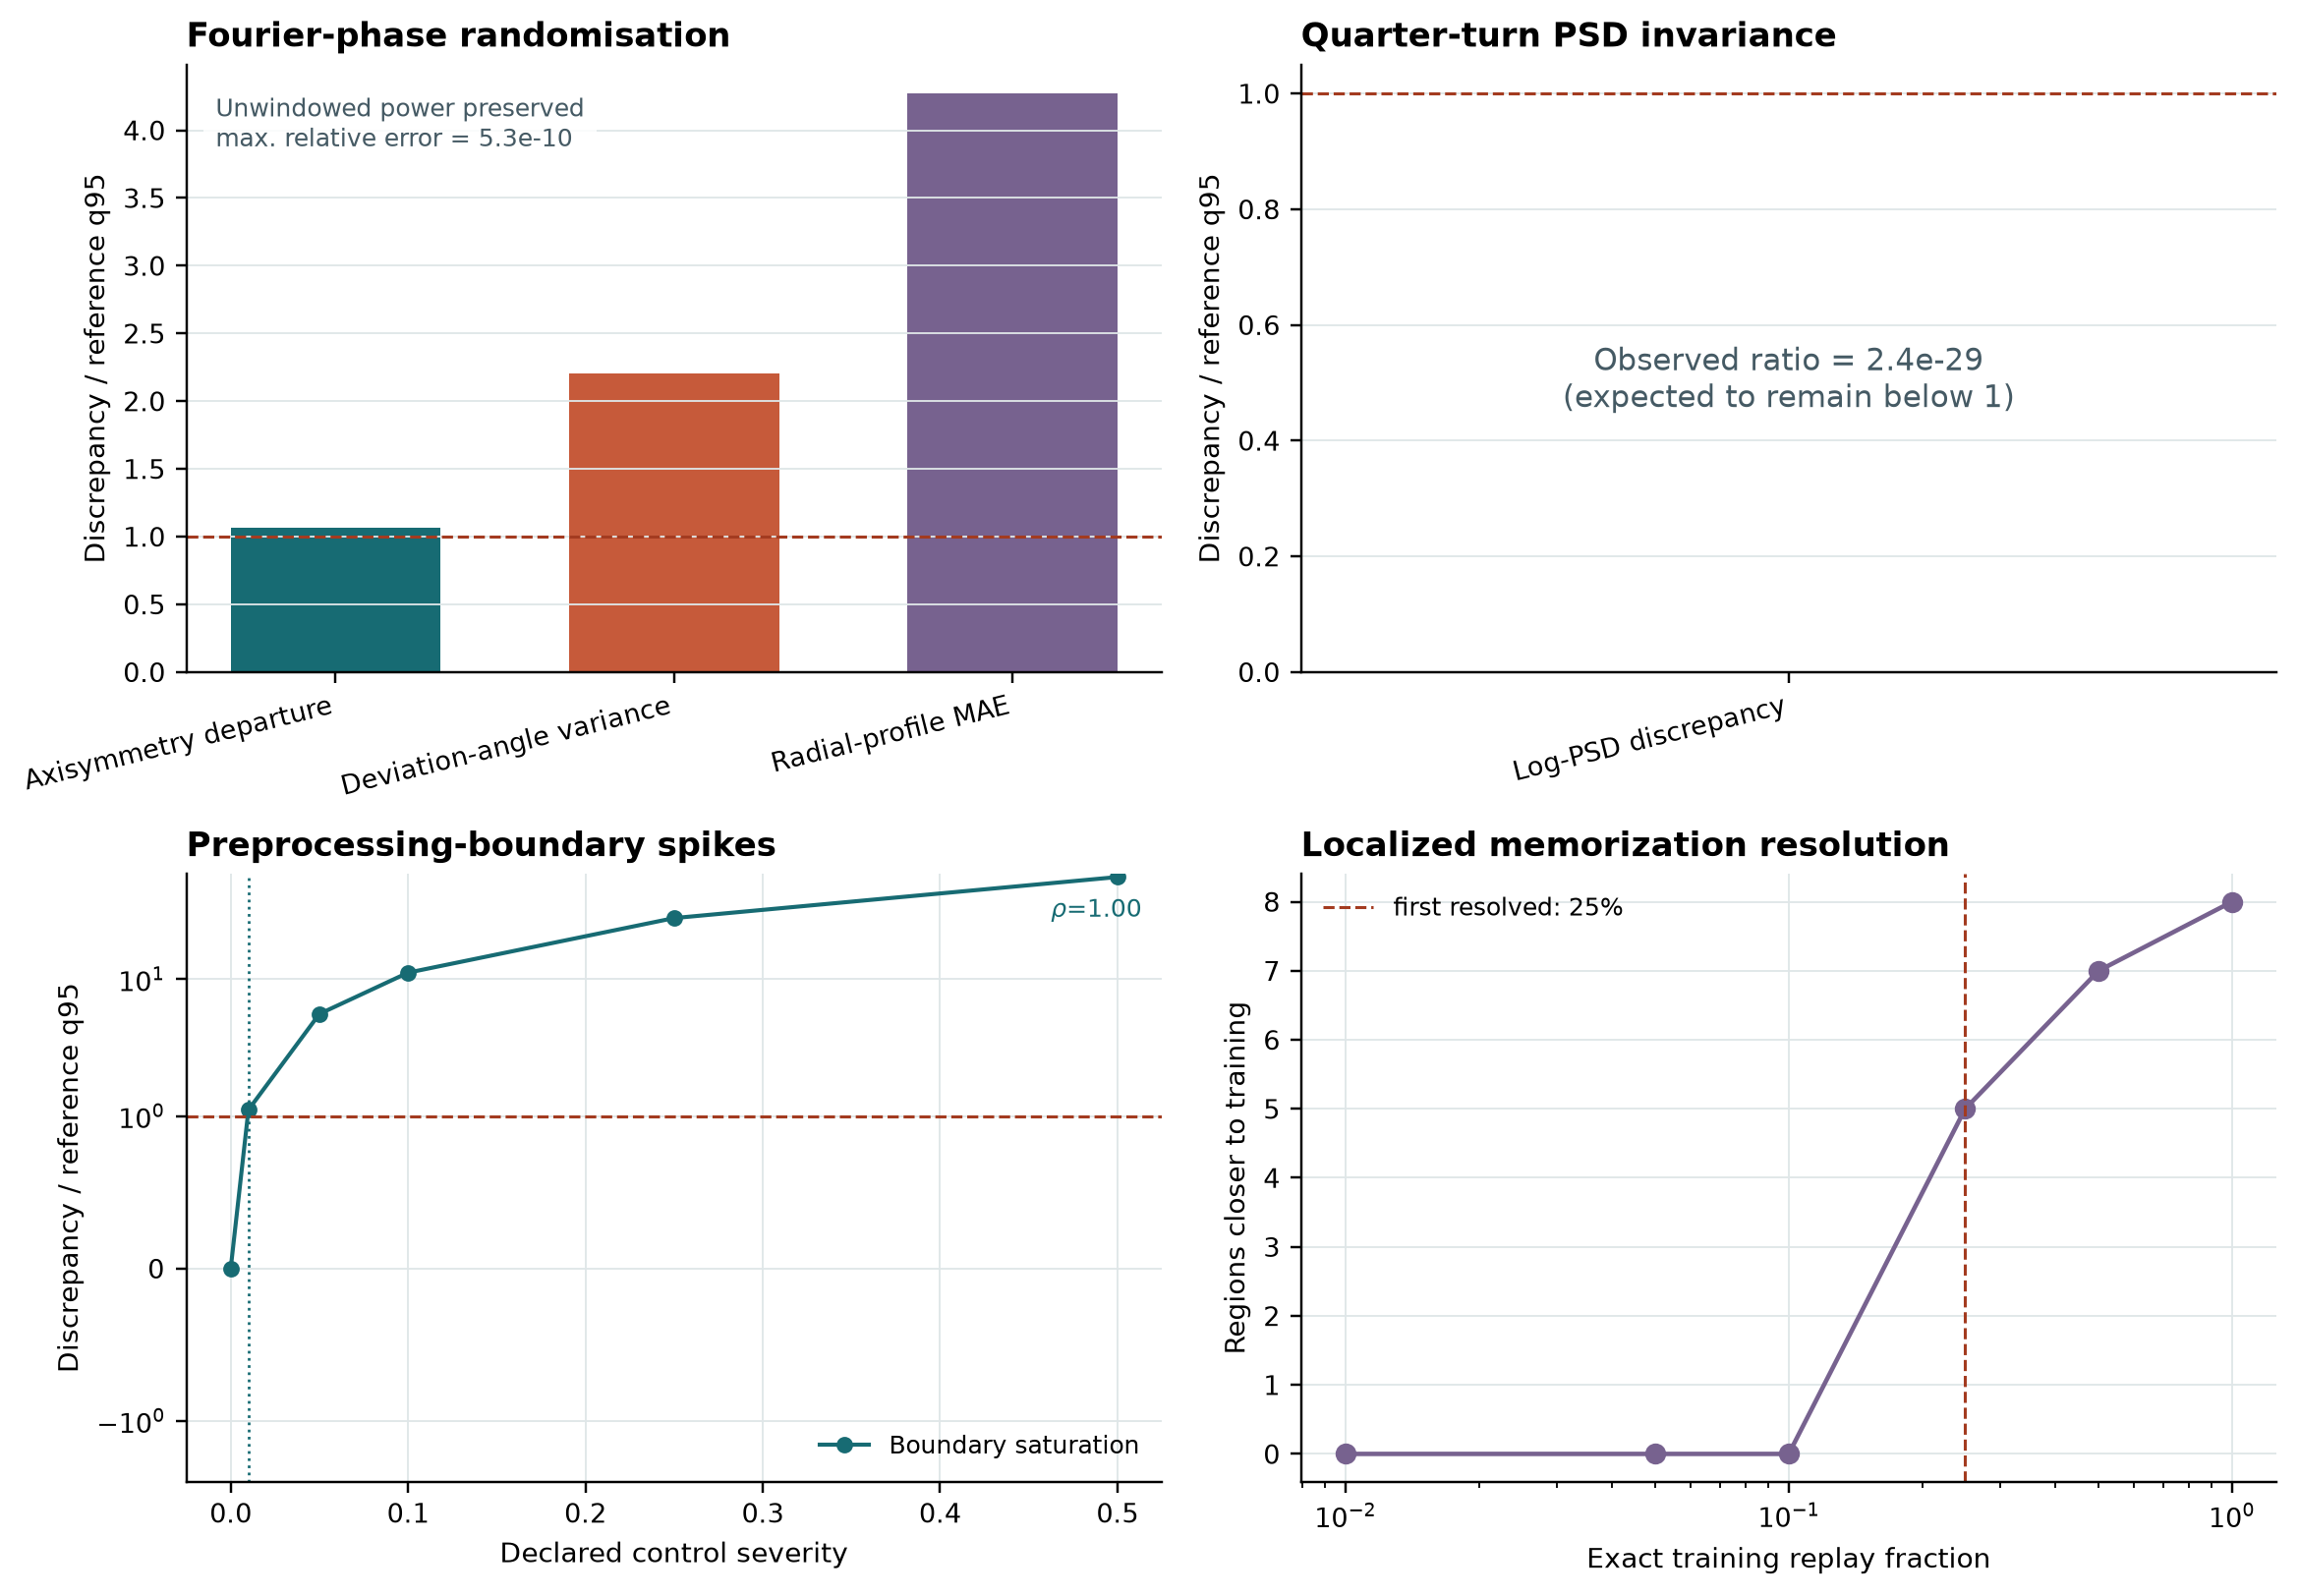 Fourier-phase randomisation
Unwindowed power preserved
max. relative error = 5.3e-10
Discrepancy / reference q95
4.0
3.5
3.0
2.5
2.0
1.5
1.0
0.5
0.0
Axisymmetry departure
Deviation-angle variance
Radial-profile MAE
Quarter-turn PSD invariance
Discrepancy / reference q95
1.0
0.8
0.6
0.4
0.2
0.0
Observed ratio = 2.4e-29
(expected to remain below 1)
Log-PSD discrepancy
Preprocessing-boundary spikes
Discrepancy / reference q95
10¹
10⁰
0
−10⁰
ρ=1.00
Boundary saturation
0.0 0.1 0.2 0.3 0.4 0.5
Declared control severity
Localized memorization resolution
Regions closer to training
8
7
6
5
4
3
2
1
0
first resolved: 25%
10⁻² 10⁻¹ 10⁰
Exact training replay fraction